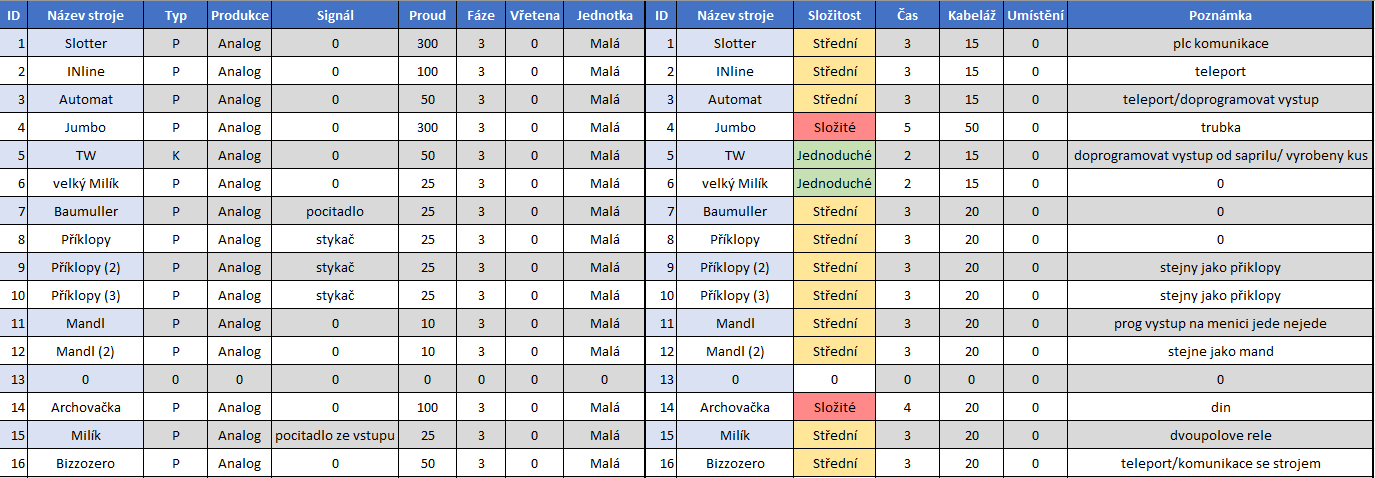 ID Název stroje Typ Produkce Signál Proud Fáze Vřetena Jednotka ID Název stroje Složitost Čas Kabeláž Umístění Poznámka
1 Slotter P Analog 0 300 3 0 Malá 1 Slotter Střední 3 15 0 plc komunikace
2 INline P Analog 0 100 3 0 Malá 2 INline Střední 3 15 0 teleport
3 Automat P Analog 0 50 3 0 Malá 3 Automat Střední 3 15 0 teleport/doprogramovat vystup
4 Jumbo P Analog 0 300 3 0 Malá 4 Jumbo Složité 5 50 0 trubka
5 TW K Analog 0 50 3 0 Malá 5 TW Jednoduché 2 15 0 doprogramovat vystup od saprilu/ vyrobeny kus
6 velký Milík P Analog 0 25 3 0 Malá 6 velký Milík Jednoduché 2 15 0 0
7 Baumuller P Analog pocitadlo 25 3 0 Malá 7 Baumuller Střední 3 20 0 0
8 Příklopy P Analog stykač 25 3 0 Malá 8 Příklopy Střední 3 20 0 0
9 Příklopy (2) P Analog stykač 25 3 0 Malá 9 Příklopy (2) Střední 3 20 0 stejny jako přiklopy
10 Příklopy (3) P Analog stykač 25 3 0 Malá 10 Příklopy (3) Střední 3 20 0 stejny jako přiklopy
11 Mandl P Analog 0 10 3 0 Malá 11 Mandl Střední 3 20 0 prog vystup na menici jede nejede
12 Mandl (2) P Analog 0 10 3 0 Malá 12 Mandl (2) Střední 3 20 0 stejne jako mand
13 0 0 0 0 0 0 0 0 13 0 0 0 0 0 0
14 Archovačka P Analog 0 100 3 0 Malá 14 Archovačka Složité 4 20 0 din
15 Milík P Analog pocitadlo ze vstupu 25 3 0 Malá 15 Milík Střední 3 20 0 dvoupolove rele
16 Bizzozero P Analog 0 50 3 0 Malá 16 Bizzozero Střední 3 20 0 teleport/komunikace se strojem